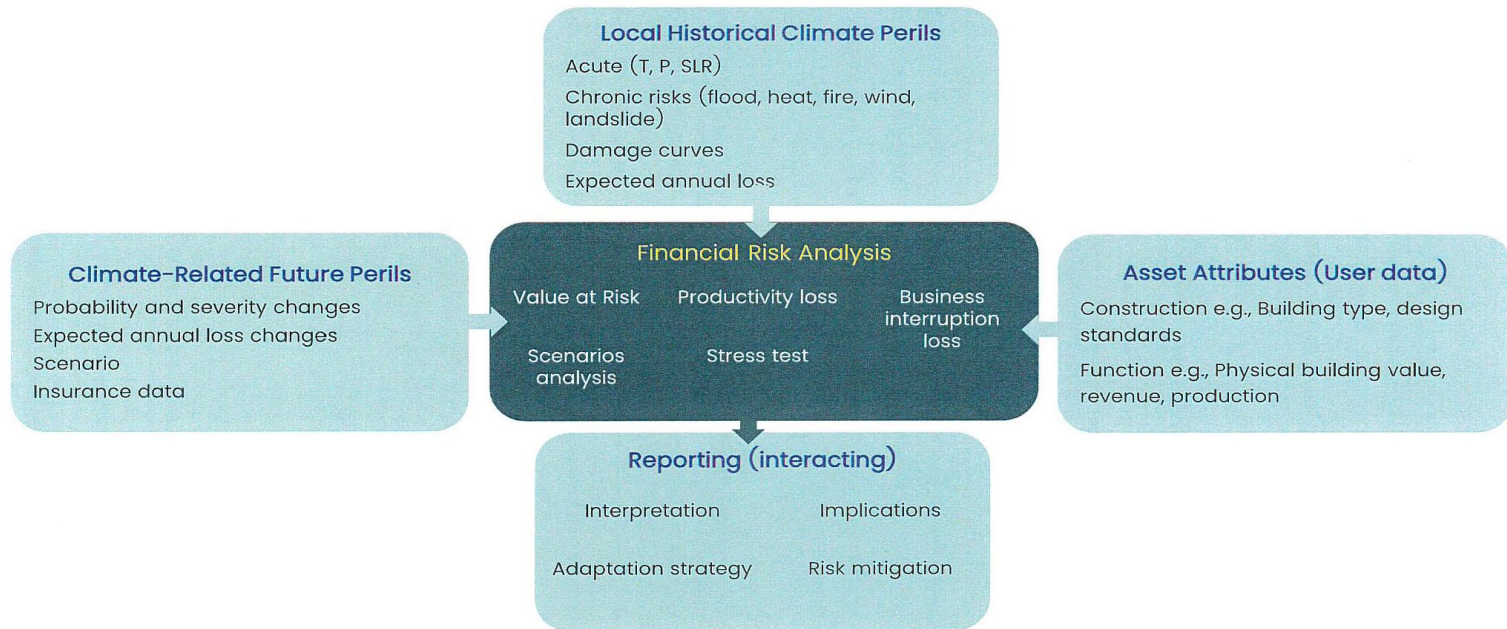 Local Historical Climate Perils
Acute (T, P, SLR)
Chronic risks (flood, heat, fire, wind,
landslide)
Damage curves
Expected annual loss
Climate-Related Future Perils
Probability and severity changes
Expected annual loss changes
Scenario
Insurance data
Financial Risk Analysis
Value at Risk
Productivity loss
Business
interruption
loss
Scenarios
analysis
Stress test
Asset Attributes (User data)
Construction e.g., Building type, design
standards
Function e.g., Physical building value,
revenue, production
Reporting (interacting)
Interpretation
Implications
Adaptation strategy
Risk mitigation